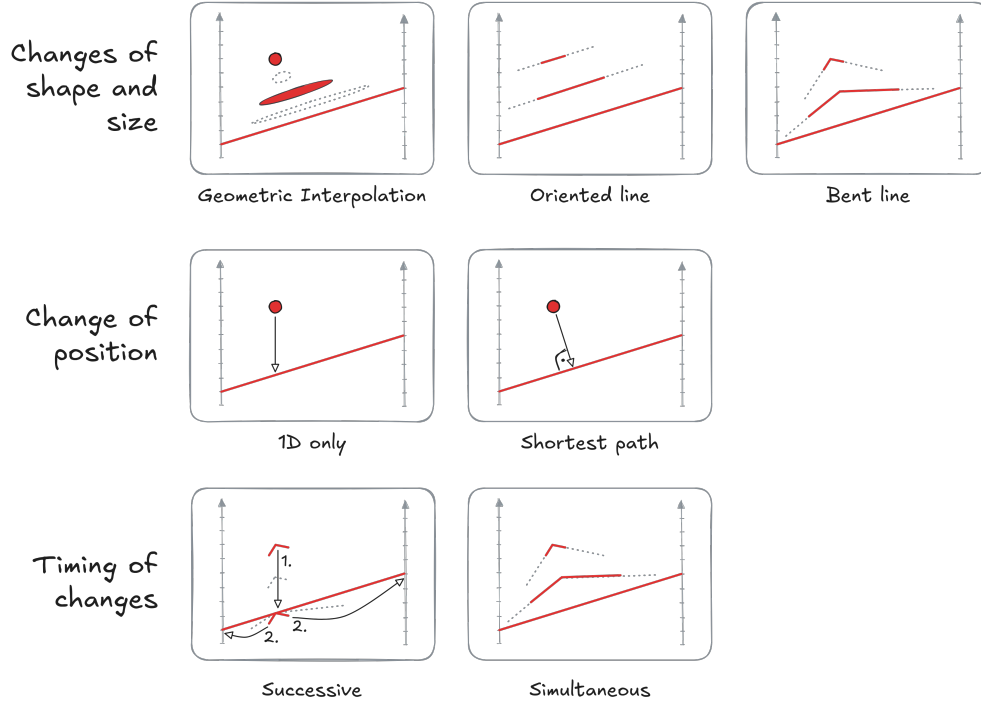 Changes of
shape and
size
Geometric Interpolation
Oriented line
Bent line
Change of
position
1D only
Shortest path
Timing of
changes
1.
2.
2.
Successive
Simultaneous